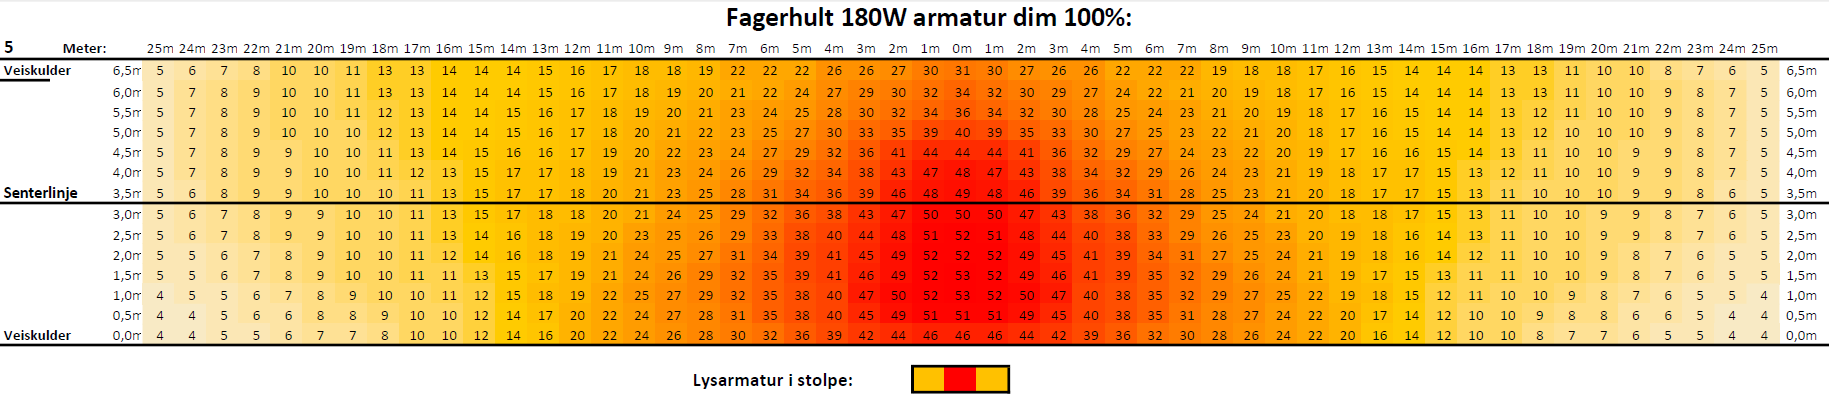 Fagerhult 180W armatur dim 100%:
5 Meter: 25m 24m 23m 22m 21m 20m 19m 18m 17m 16m 15m 14m 13m 12m 11m 10m 9m 8m 7m 6m 5m 4m 3m 2m 1m 0m 1m 2m 3m 4m 5m 6m 7m 8m 9m 10m 11m 12m 13m 14m 15m 16m 17m 18m 19m 20m 21m 22m 23m 24m 25m
Veiskulder 6,5m 5 6 7 8 10 10 11 13 13 14 14 14 15 16 17 18 18 19 22 22 22 26 26 27 30 31 30 27 26 26 22 22 22 19 18 18 17 16 15 14 14 14 13 13 11 10 10 8 7 6 5 6,5m
6,0m 5 7 8 9 10 10 11 13 13 14 14 14 15 16 17 18 19 20 21 22 24 27 29 30 32 34 32 30 29 27 24 22 21 20 19 18 17 16 15 14 14 14 13 13 11 10 10 9 8 7 5 6,0m
5,5m 5 7 8 9 10 10 11 12 13 14 14 15 16 17 18 19 20 21 23 24 25 28 30 32 34 36 34 32 30 28 25 24 23 21 20 19 18 17 16 15 14 14 13 12 11 10 10 9 8 7 5 5,5m
5,0m 5 7 8 9 10 10 10 12 13 14 14 15 16 17 18 20 21 22 23 25 27 30 33 35 39 40 39 35 33 30 27 25 23 22 21 20 18 17 16 15 14 14 13 12 10 10 10 9 8 7 5 5,0m
4,5m 5 7 8 9 9 10 10 11 13 14 15 16 16 17 19 20 22 23 24 27 29 32 36 41 44 44 44 41 36 32 29 27 24 23 22 20 19 17 16 16 15 14 13 11 10 10 9 9 8 7 5 4,5m
4,0m 5 7 8 9 9 10 10 11 12 13 15 17 17 18 19 21 23 24 26 29 32 34 38 43 47 48 47 43 38 34 32 29 26 24 23 21 19 18 17 17 15 13 12 11 10 10 9 9 8 7 5 4,0m
Senterlinje 3,5m 5 6 8 9 9 10 10 10 11 13 15 17 17 18 20 21 23 25 28 31 34 36 39 46 48 49 48 46 39 36 34 31 28 25 23 21 20 18 17 17 15 13 11 10 10 10 9 9 8 6 5 3,5m
3,0m 5 6 7 8 9 9 10 10 11 13 15 17 18 18 20 21 24 25 29 32 36 38 43 47 50 50 50 47 43 38 36 32 29 25 24 21 20 18 18 17 15 13 11 10 10 9 9 8 7 6 5 3,0m
2,5m 5 6 7 8 9 9 10 10 11 13 14 16 18 19 20 23 25 26 29 33 38 40 44 48 51 52 51 48 44 40 38 33 29 26 25 23 20 19 18 16 14 13 11 10 10 9 9 8 7 6 5 2,5m
2,0m 5 5 6 7 8 9 10 10 11 12 14 16 18 19 21 24 25 27 31 34 39 41 45 49 52 52 52 49 45 41 39 34 31 27 25 24 21 19 18 16 14 12 11 10 10 9 8 7 6 5 5 2,0m
1,5m 5 5 6 7 8 9 10 10 11 11 13 15 17 19 21 24 26 29 32 35 39 41 46 49 52 53 52 49 46 41 39 35 32 29 26 24 21 19 17 15 13 11 11 10 10 9 8 7 6 5 5 1,5m
1,0m 4 5 5 6 7 8 9 10 10 11 12 15 18 19 22 25 27 29 32 35 38 40 47 50 52 53 52 50 47 40 38 35 32 29 27 25 22 19 18 15 12 11 10 10 9 8 7 6 5 5 4 1,0m
0,5m 4 4 5 6 6 8 8 9 10 10 12 14 17 20 22 24 27 28 31 35 38 40 45 49 51 51 51 49 45 40 38 35 31 28 27 24 22 20 17 14 12 10 10 9 8 8 6 6 5 4 4 0,5m
Veiskulder 0,0m 4 4 5 5 6 7 7 8 10 10 12 14 16 20 22 24 26 28 30 32 36 39 42 44 46 46 46 44 42 39 36 32 30 28 26 24 22 20 16 14 12 10 10 8 7 7 6 5 5 4 4 0,0m
Lysarmatur i stolpe: